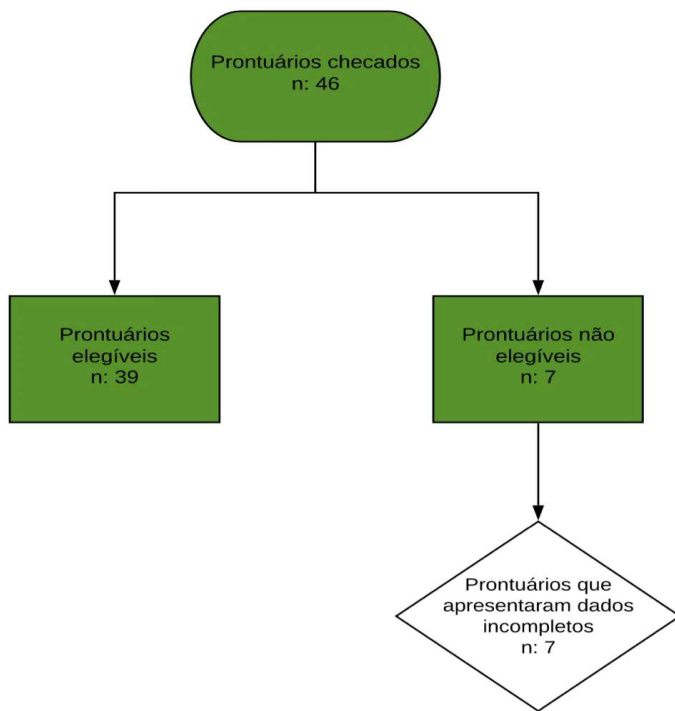 Prontuários checados
n: 46
Prontuários
elegíveis
n: 39
Prontuários não
elegíveis
n: 7
Prontuários que
apresentaram dados
incompletos
n: 7